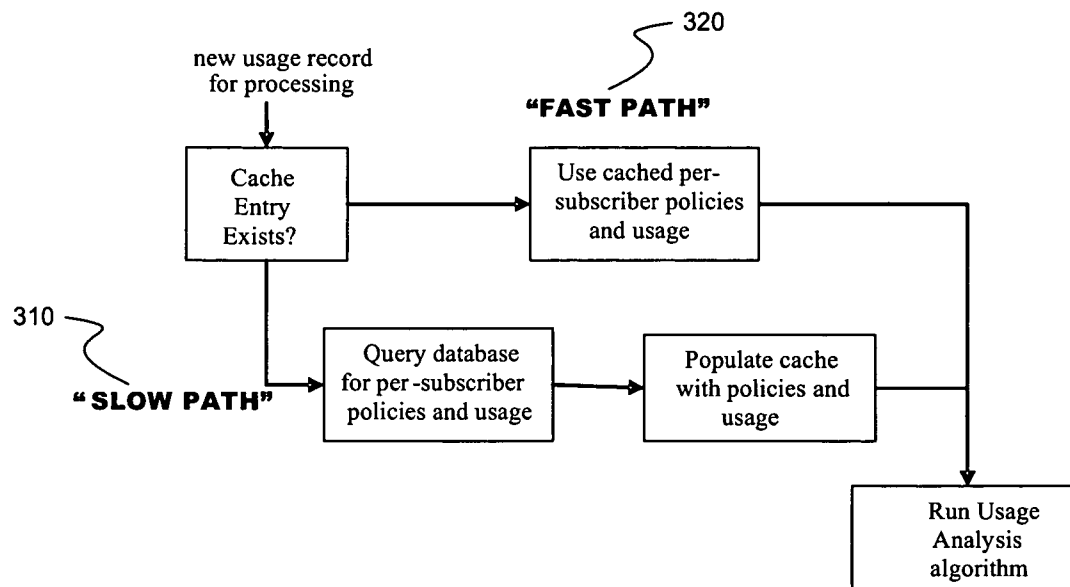 320
new usage record
for processing
“FAST PATH”
Cache
Entry
Exists?
Use cached per-
subscriber policies
and usage
310
“SLOW PATH”
Query database
for per-subscriber
policies and usage
Populate cache
with policies and
usage
Run Usage
Analysis
algorithm